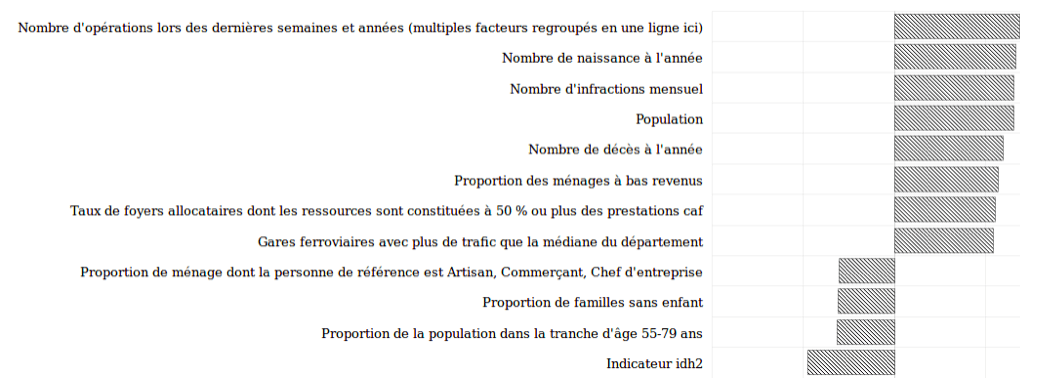 Nombre d'opérations lors des dernières semaines et années (multiples facteurs regroupés en une ligne ici)
Nombre de naissance à l'année
Nombre d'infractions mensuel
Population
Nombre de décès à l'année
Proportion des ménages à bas revenus
Taux de foyers allocataires dont les ressources sont constituées à 50 % ou plus des prestations caf
Gares ferroviaires avec plus de trafic que la médiane du département
Proportion de ménage dont la personne de référence est Artisan, Commerçant, Chef d'entreprise
Proportion de familles sans enfant
Proportion de la population dans la tranche d'âge 55-79 ans
Indicateur idh2